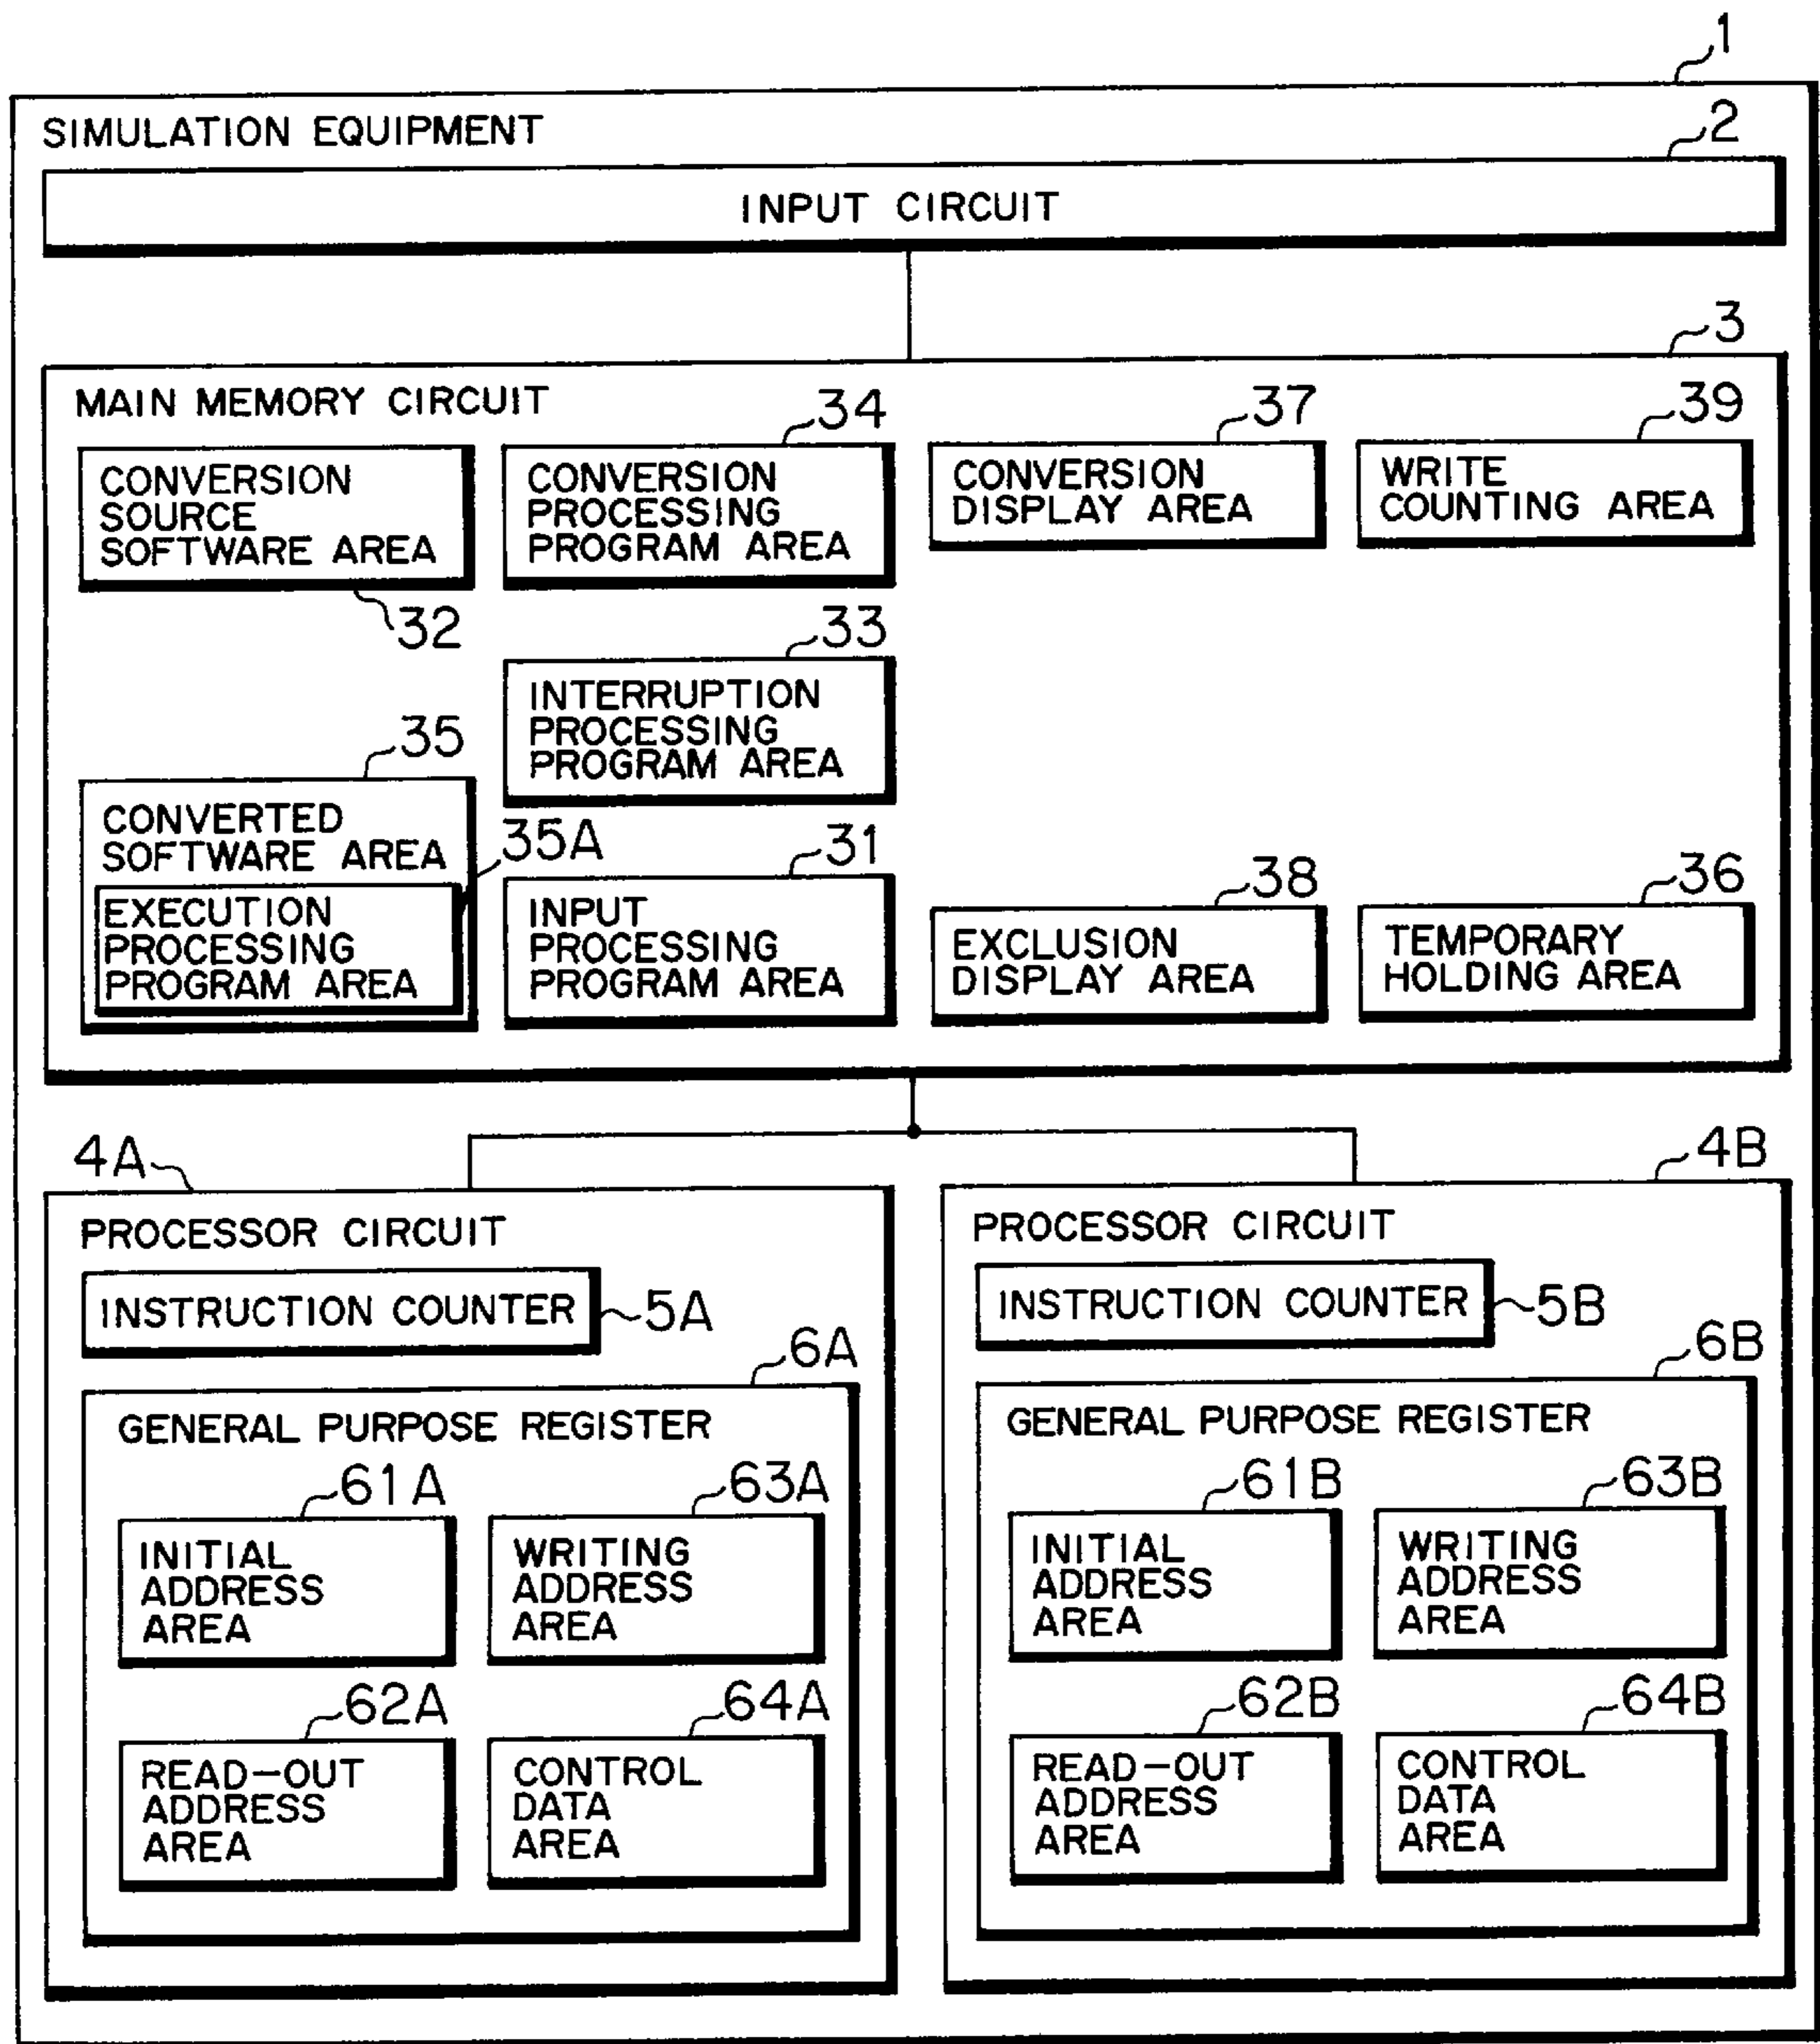 1
SIMULATION EQUIPMENT
2
INPUT CIRCUIT
3
MAIN MEMORY CIRCUIT
34
37
39
CONVERSION
SOURCE
SOFTWARE AREA
CONVERSION
PROCESSING
PROGRAM AREA
CONVERSION
DISPLAY AREA
WRITE
COUNTING AREA
32
33
INTERRUPTION
PROCESSING
PROGRAM AREA
35
CONVERTED
SOFTWARE AREA
35A
EXECUTION
PROCESSING
PROGRAM AREA
31
INPUT
PROCESSING
PROGRAM AREA
38
EXCLUSION
DISPLAY AREA
36
TEMPORARY
HOLDING AREA
4A
PROCESSOR CIRCUIT
INSTRUCTION COUNTER
5A
6A
GENERAL PURPOSE REGISTER
61A
INITIAL
ADDRESS
AREA
63A
WRITING
ADDRESS
AREA
62A
READ-OUT
ADDRESS
AREA
64A
CONTROL
DATA
AREA
4B
PROCESSOR CIRCUIT
INSTRUCTION COUNTER
5B
6B
GENERAL PURPOSE REGISTER
61B
INITIAL
ADDRESS
AREA
63B
WRITING
ADDRESS
AREA
62B
READ-OUT
ADDRESS
AREA
64B
CONTROL
DATA
AREA